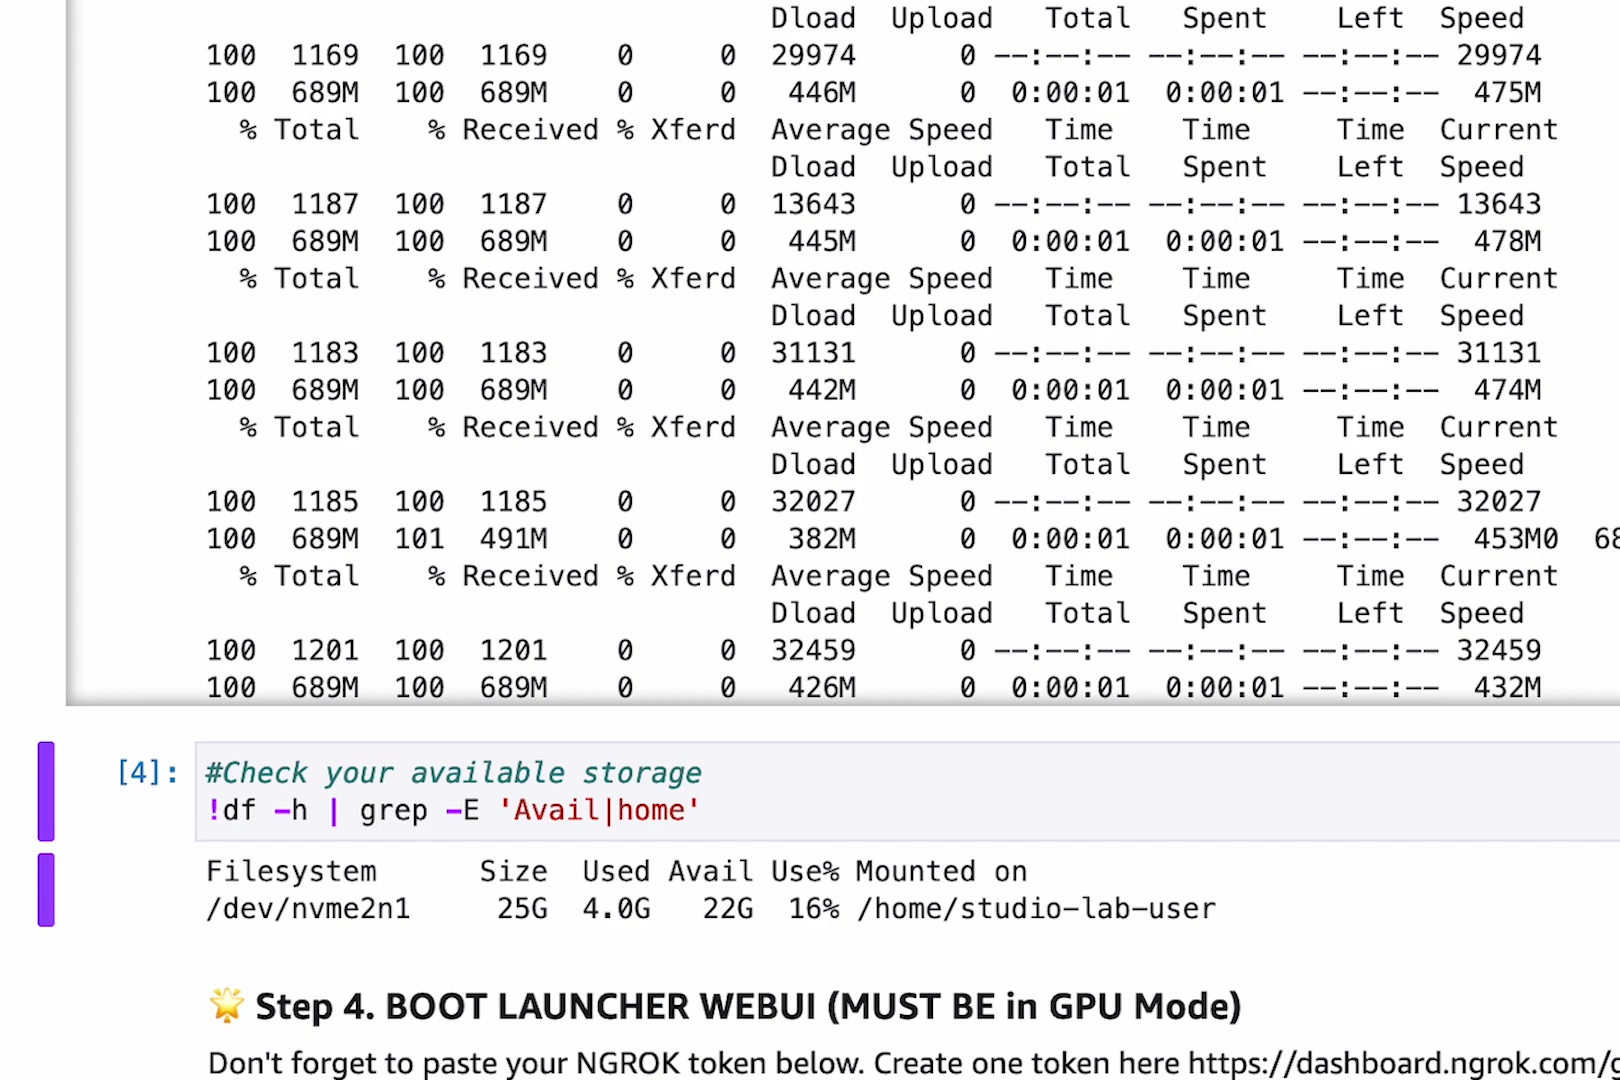 Dload  Upload   Total   Spent    Left  Speed
100  1169  100  1169    0     0  29974      0 --:--:-- --:--:-- --:--:-- 29974
100  689M  100  689M    0     0   446M      0  0:00:01  0:00:01 --:--:--  475M
% Total    % Received % Xferd  Average Speed   Time    Time     Time  Current
Dload  Upload   Total   Spent    Left  Speed
100  1187  100  1187    0     0  13643      0 --:--:-- --:--:-- --:--:-- 13643
100  689M  100  689M    0     0   445M      0  0:00:01  0:00:01 --:--:--  478M
% Total    % Received % Xferd  Average Speed   Time    Time     Time  Current
Dload  Upload   Total   Spent    Left  Speed
100  1183  100  1183    0     0  31131      0 --:--:-- --:--:-- --:--:-- 31131
100  689M  100  689M    0     0   442M      0  0:00:01  0:00:01 --:--:--  474M
% Total    % Received % Xferd  Average Speed   Time    Time     Time  Current
Dload  Upload   Total   Spent    Left  Speed
100  1185  100  1185    0     0  32027      0 --:--:-- --:--:-- --:--:-- 32027
100  689M  101  491M    0     0   382M      0  0:00:01  0:00:01 --:--:--  453M0  68
% Total    % Received % Xferd  Average Speed   Time    Time     Time  Current
Dload  Upload   Total   Spent    Left  Speed
100  1201  100  1201    0     0  32459      0 --:--:-- --:--:-- --:--:-- 32459
100  689M  100  689M    0     0   426M      0  0:00:01  0:00:01 --:--:--  432M
[4]: #Check your available storage
!df -h | grep -E 'Avail|home'
Filesystem      Size  Used Avail Use% Mounted on
/dev/nvme2n1     25G  4.0G   22G  16% /home/studio-lab-user
🌟 Step 4. BOOT LAUNCHER WEBUI (MUST BE in GPU Mode)
Don't forget to paste your NGROK token below. Create one token here https://dashboard.ngrok.com/g